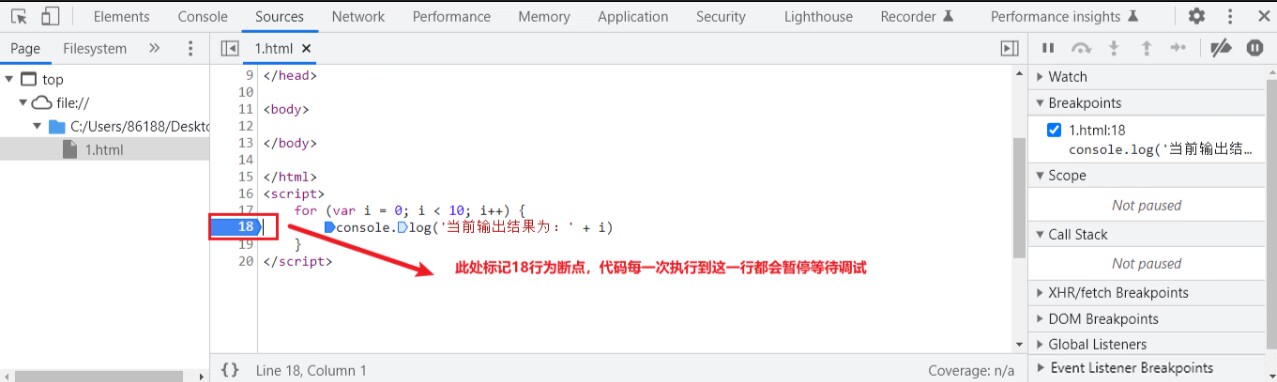 Elements Console Sources Network Performance Memory Application Security Lighthouse Recorder Performance insights
Page Filesystem »
1.html ×
top
file://
C:/Users/86188/Deskto
1.html
9 </head>
10
11 <body>
12
13 </body>
14
15 </html>
16 <script>
17 for (var i = 0; i < 10; i++) {
18 console.log('当前输出结果为：' + i)
19 }
20 </script>
此处标记18行为断点，代码每一次执行到这一行都会暂停等待调试
{} Line 18, Column 1
Coverage: n/a
Watch
Breakpoints
1.html:18
console.log('当前输出结…
Scope
Not paused
Call Stack
Not paused
XHR/fetch Breakpoints
DOM Breakpoints
Global Listeners
Event Listener Breakpoints